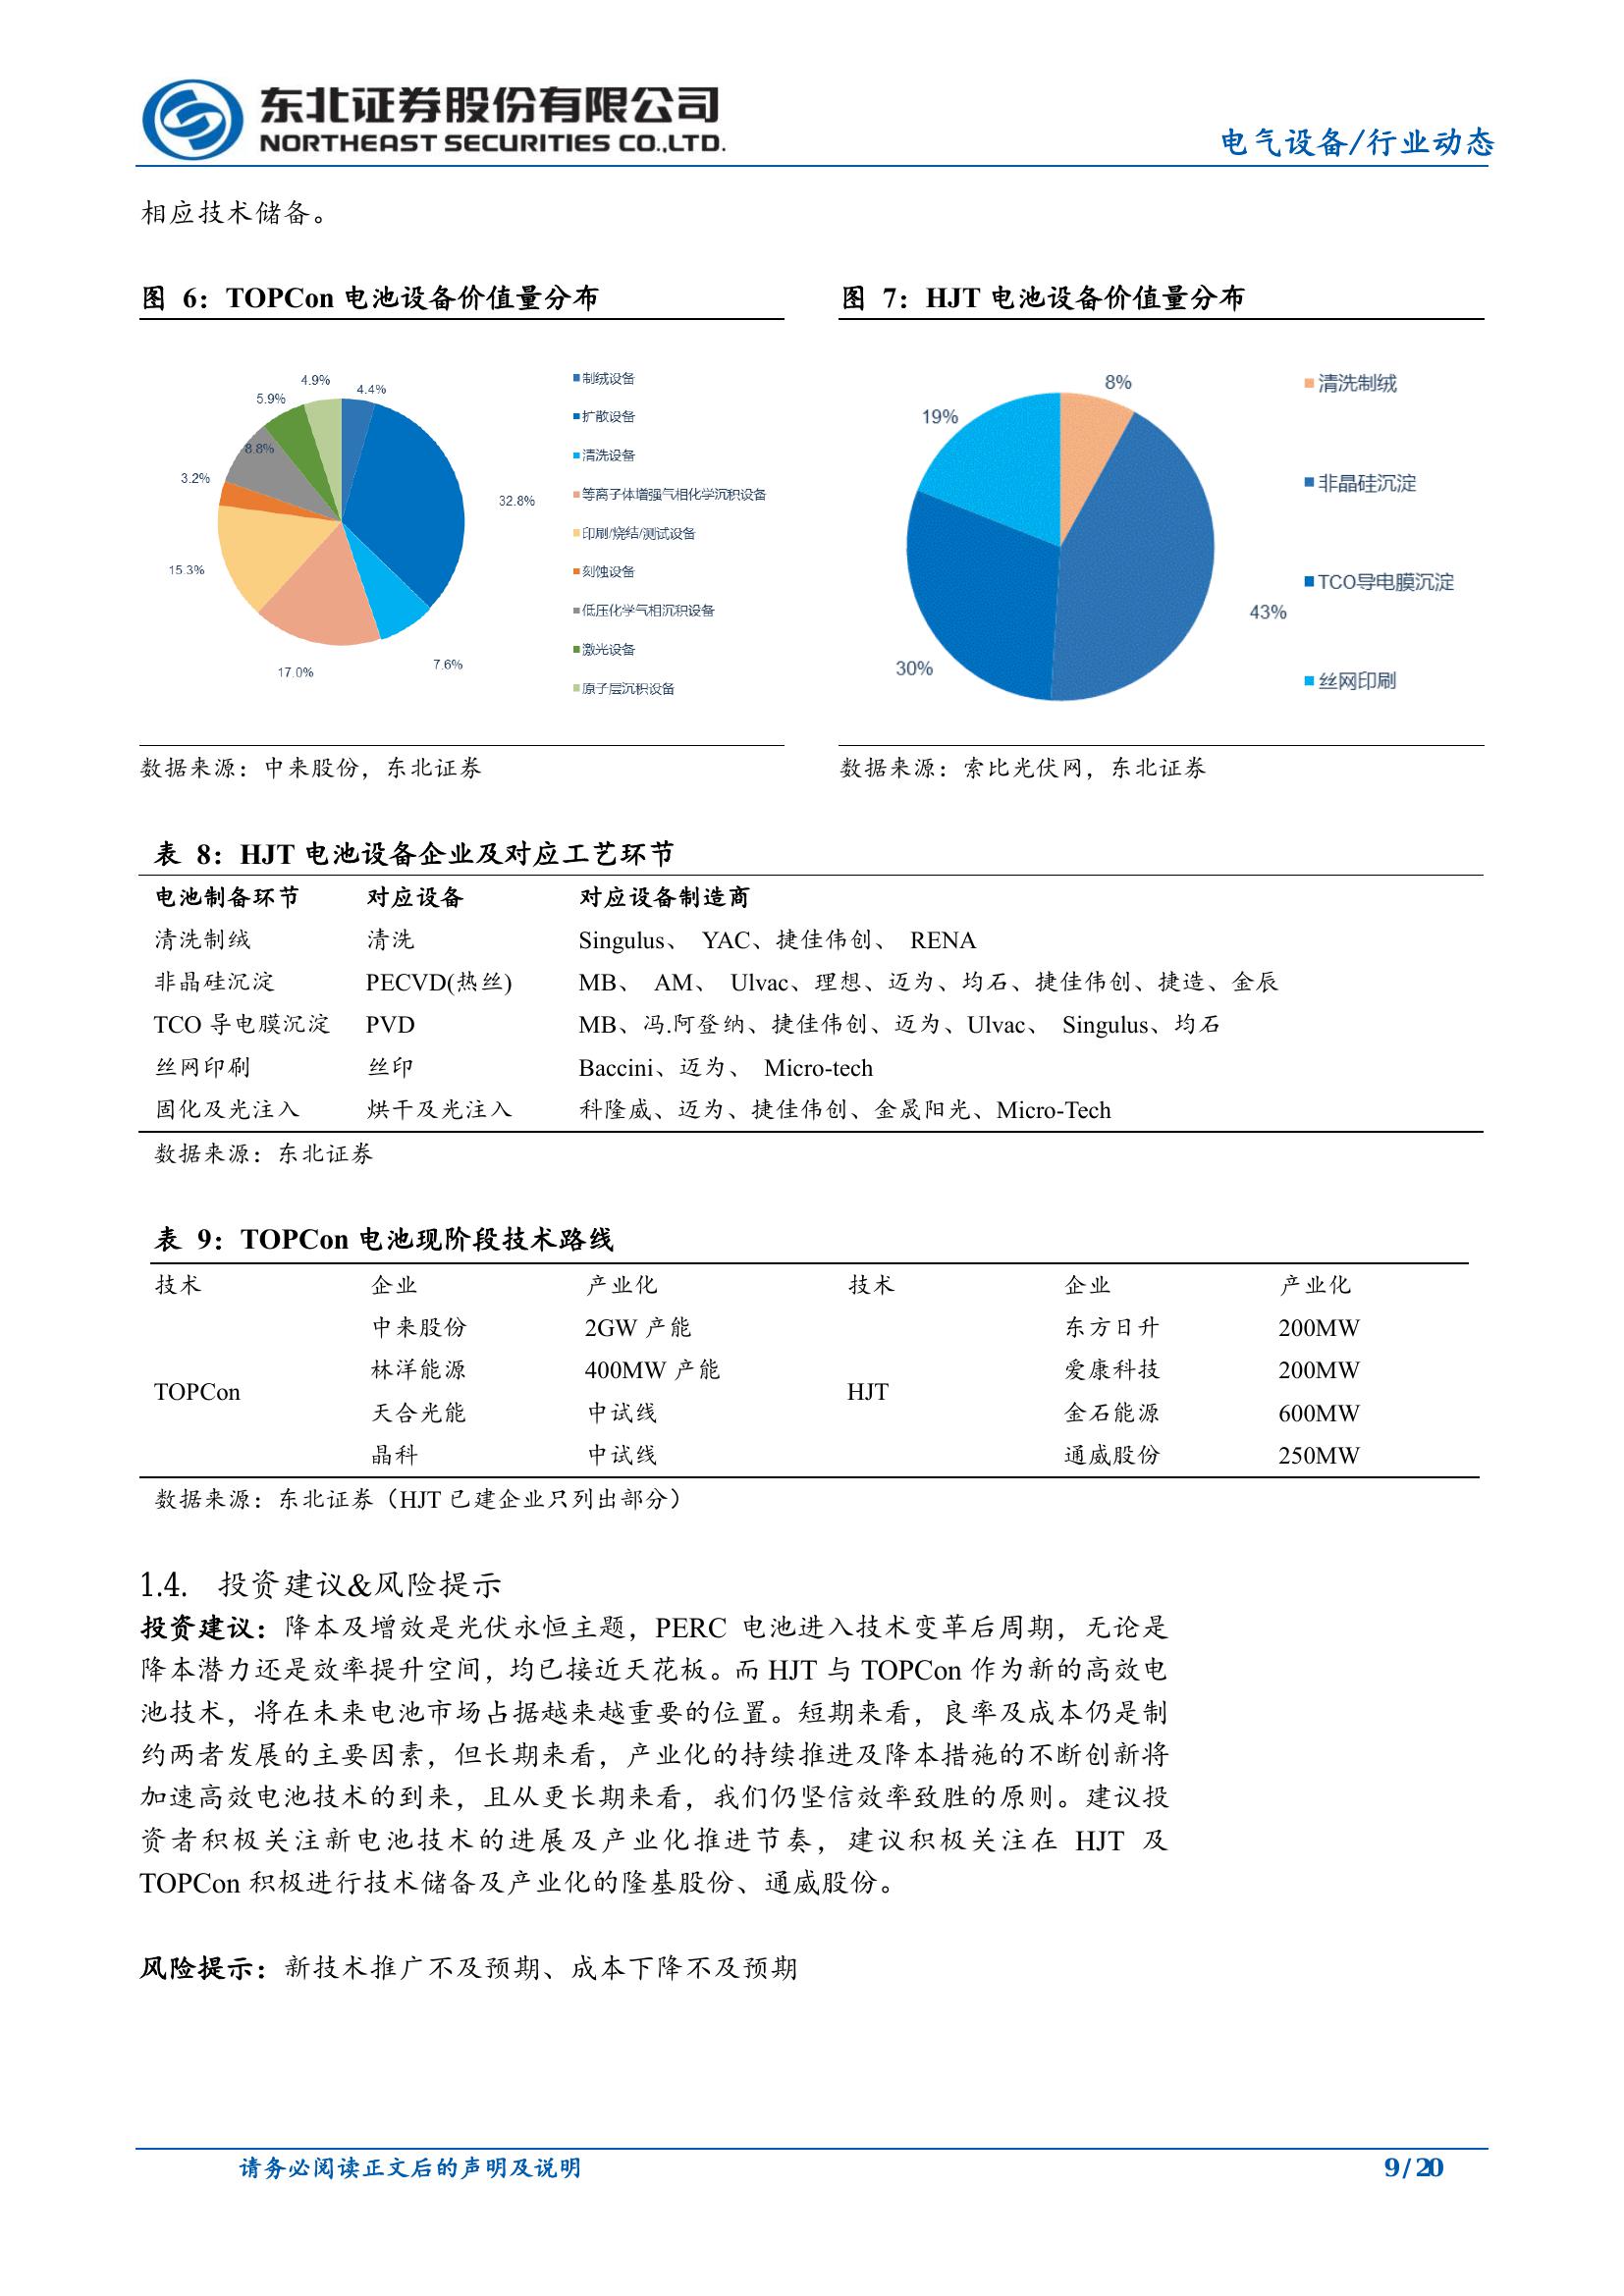 东北证券股份有限公司
NORTHEAST SECURITIES CO.,LTD.
电气设备/行业动态
相应技术储备。
图 6：TOPCon 电池设备价值量分布
4.9%
4.4%
5.9%
8.8%
3.2%
32.8%
15.3%
7.6%
17.0%
制绒设备
扩散设备
清洗设备
等离子体增强气相化学沉积设备
印刷/烧结/测试设备
刻蚀设备
低压化学气相沉积设备
激光设备
原子层沉积设备
数据来源：中来股份，东北证券
图 7：HJT 电池设备价值量分布
8%
19%
43%
30%
清洗制绒
非晶硅沉淀
TCO导电膜沉淀
丝网印刷
数据来源：索比光伏网，东北证券
表 8：HJT 电池设备企业及对应工艺环节
电池制备环节 对应设备 对应设备制造商
清洗制绒 清洗 Singulus、 YAC、捷佳伟创、 RENA
非晶硅沉淀 PECVD(热丝) MB、 AM、 Ulvac、理想、迈为、均石、捷佳伟创、捷造、金辰
TCO 导电膜沉淀 PVD MB、冯.阿登纳、捷佳伟创、迈为、Ulvac、 Singulus、均石
丝网印刷 丝印 Baccini、迈为、 Micro-tech
固化及光注入 烘干及光注入 科隆威、迈为、捷佳伟创、金晟阳光、Micro-Tech
数据来源：东北证券
表 9：TOPCon 电池现阶段技术路线
技术 企业 产业化 技术 企业 产业化
中来股份 2GW 产能 东方日升 200MW
林洋能源 400MW 产能 爱康科技 200MW
TOPCon HJT
天合光能 中试线 金石能源 600MW
晶科 中试线 通威股份 250MW
数据来源：东北证券（HJT 已建企业只列出部分）
1.4. 投资建议&风险提示
投资建议：降本及增效是光伏永恒主题，PERC 电池进入技术变革后周期，无论是
降本潜力还是效率提升空间，均已接近天花板。而 HJT 与 TOPCon 作为新的高效电
池技术，将在未来电池市场占据越来越重要的位置。短期来看，良率及成本仍是制
约两者发展的主要因素，但长期来看，产业化的持续推进及降本措施的不断创新将
加速高效电池技术的到来，且从更长期来看，我们仍坚信效率致胜的原则。建议投
资者积极关注新电池技术的进展及产业化推进节奏，建议积极关注在 HJT 及
TOPCon 积极进行技术储备及产业化的隆基股份、通威股份。
风险提示：新技术推广不及预期、成本下降不及预期
请务必阅读正文后的声明及说明
9 / 20